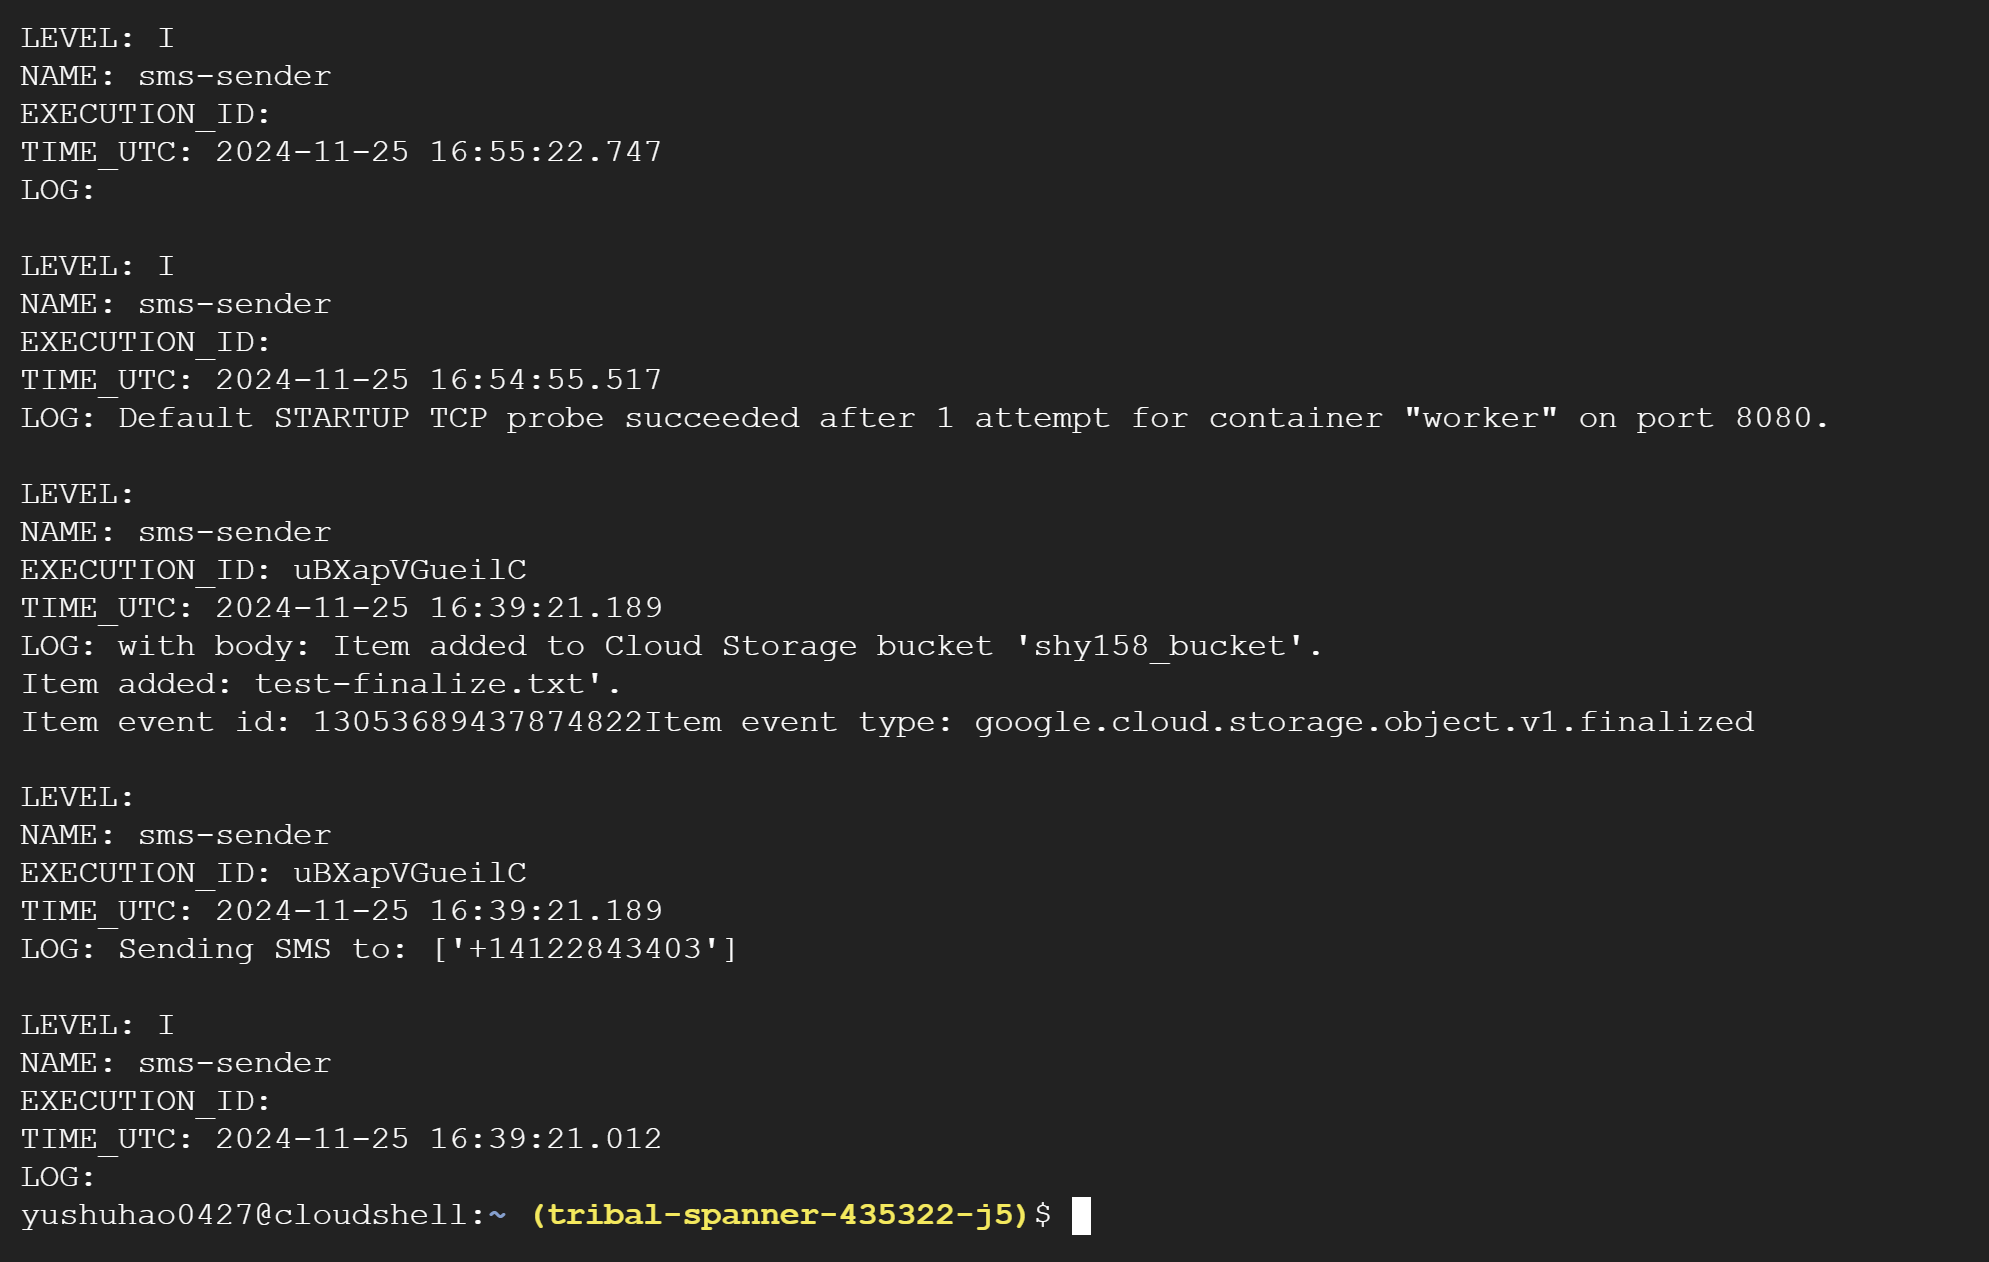 LEVEL: I
NAME: sms-sender
EXECUTION_ID:
TIME_UTC: 2024-11-25 16:55:22.747
LOG:
LEVEL: I
NAME: sms-sender
EXECUTION_ID:
TIME_UTC: 2024-11-25 16:54:55.517
LOG: Default STARTUP TCP probe succeeded after 1 attempt for container "worker" on port 8080.
LEVEL:
NAME: sms-sender
EXECUTION_ID: uBXapVGueilC
TIME_UTC: 2024-11-25 16:39:21.189
LOG: with body: Item added to Cloud Storage bucket 'shy158_bucket'.
Item added: test-finalize.txt'.
Item event id: 13053689437874822Item event type: google.cloud.storage.object.v1.finalized
LEVEL:
NAME: sms-sender
EXECUTION_ID: uBXapVGueilC
TIME_UTC: 2024-11-25 16:39:21.189
LOG: Sending SMS to: ['+14122843403']
LEVEL: I
NAME: sms-sender
EXECUTION_ID:
TIME_UTC: 2024-11-25 16:39:21.012
LOG:
yushuhao0427@cloudshell:~ (tribal-spanner-435322-j5)$